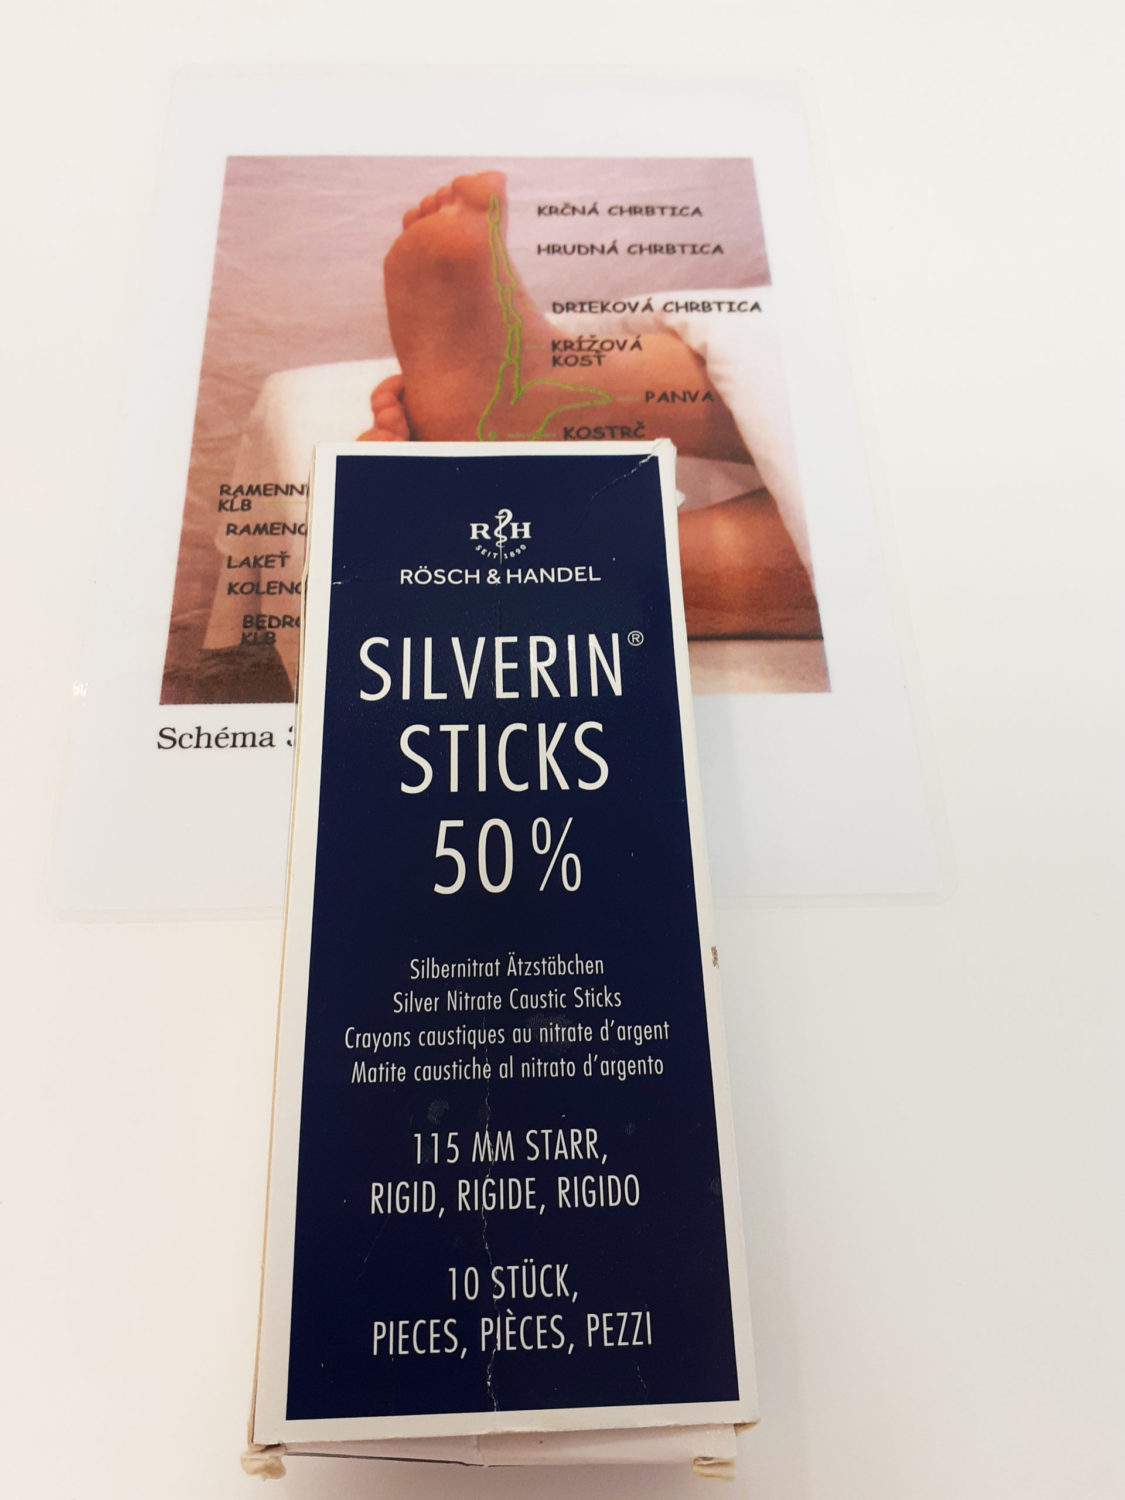 KRČNÁ CHRBTICA
HRUDNÁ CHRBTICA
DRIEKOVÁ CHRBTICA
KRÍŽOVÁ
KOSŤ
PANVA
KOSTRČ
KĹB
LAKEŤ
KĹB
Schéma
R H
SEIT 1890
RÖSCH & HANDEL
SILVERIN®
STICKS
50 %
Silbernitrat Ätzstäbchen
Silver Nitrate Caustic Sticks
Crayons caustiques au nitrate d'argent
Matite caustiche al nitrato d'argento
115 MM STARR,
RIGID, RIGIDE, RIGIDO
10 STÜCK,
PIECES, PIÈCES, PEZZI